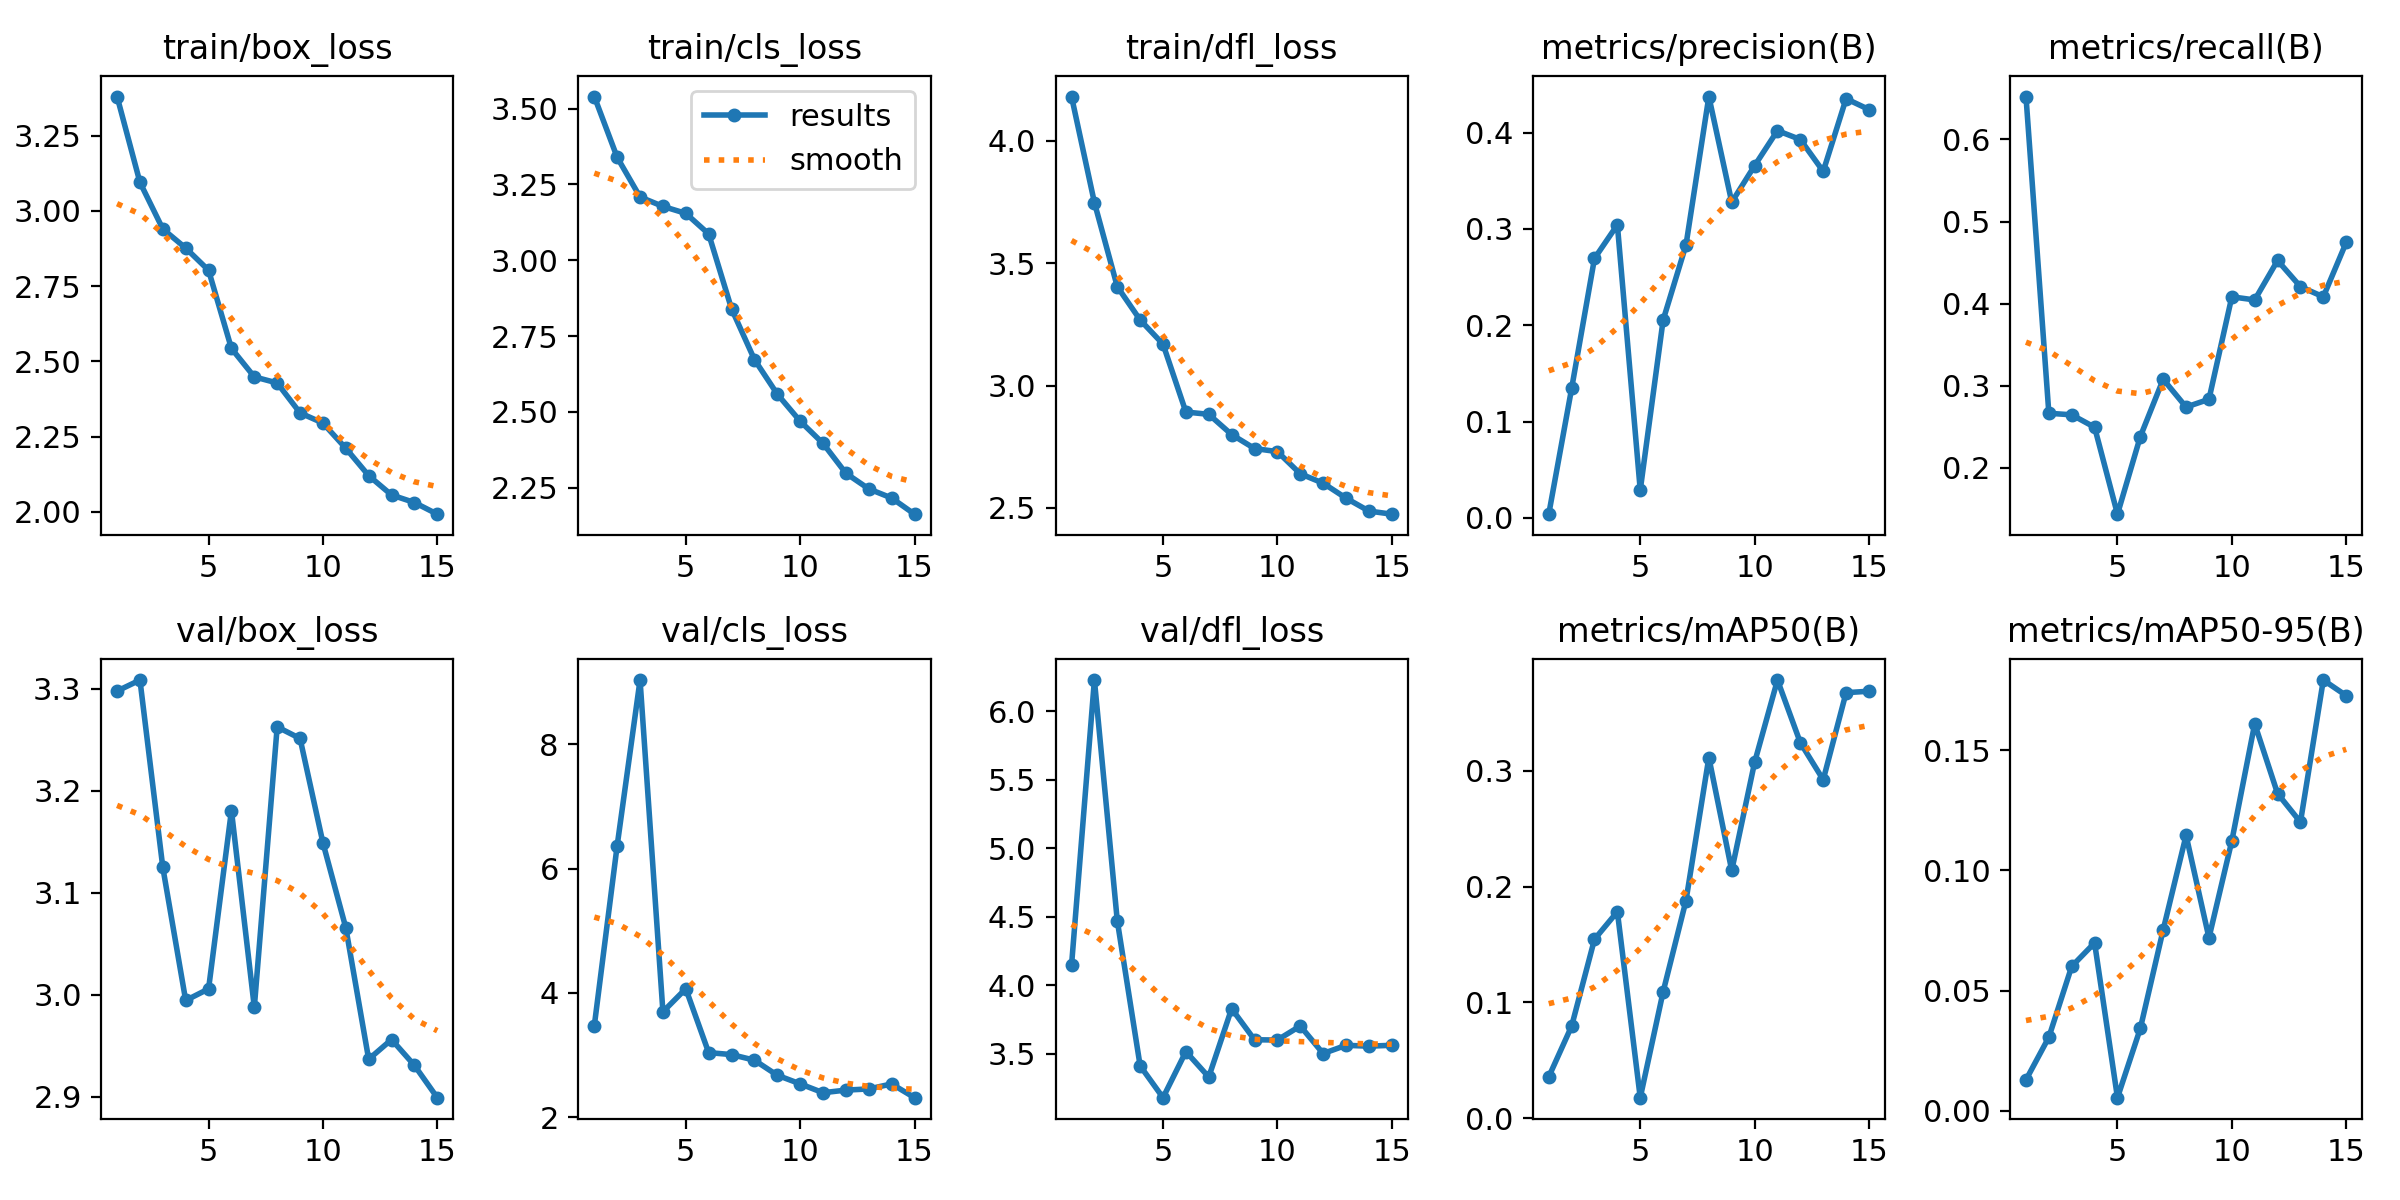 train/box_loss
train/cls_loss
train/dfl_loss
metrics/precision(B)
metrics/recall(B)
3.25
3.00
2.75
2.50
2.25
2.00
5 10 15
3.50
3.25
3.00
2.75
2.50
2.25
results
smooth
5 10 15
4.0
3.5
3.0
2.5
5 10 15
0.4
0.3
0.2
0.1
0.0
5 10 15
0.6
0.5
0.4
0.3
0.2
5 10 15
val/box_loss
val/cls_loss
val/dfl_loss
metrics/mAP50(B)
metrics/mAP50-95(B)
3.3
3.2
3.1
3.0
2.9
5 10 15
8
6
4
2
5 10 15
6.0
5.5
5.0
4.5
4.0
3.5
5 10 15
0.3
0.2
0.1
0.0
5 10 15
0.15
0.10
0.05
0.00
5 10 15